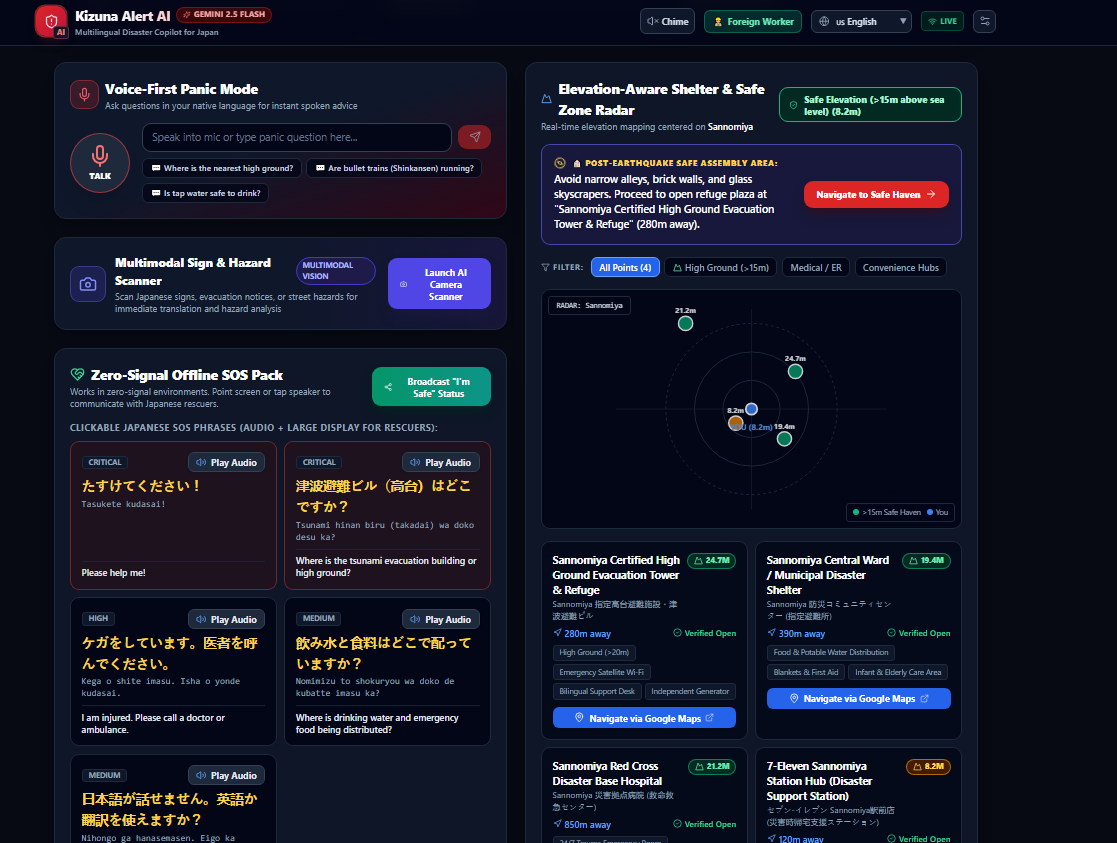 Kizuna Alert AI
GEMINI 2.5 FLASH
AI
Multilingual Disaster Copilot for Japan
Chime
Foreign Worker
us English
LIVE
Voice-First Panic Mode
Ask questions in your native language for instant spoken advice
TALK
Speak into mic or type panic question here...
Where is the nearest high ground?
Are bullet trains (Shinkansen) running?
Is tap water safe to drink?
Multimodal Sign & Hazard
Scanner
MULTIMODAL
VISION
Scan Japanese signs, evacuation notices, or street hazards for
immediate translation and hazard analysis
Launch AI
Camera
Scanner
Zero-Signal Offline SOS Pack
Works in zero-signal environments. Point screen or tap speaker to
communicate with Japanese rescuers.
Broadcast "I'm
Safe" Status
CLICKABLE JAPANESE SOS PHRASES (AUDIO + LARGE DISPLAY FOR RESCUERS):
CRITICAL
Play Audio
たすけてください！
Tasukete kudasai!
Please help me!
CRITICAL
Play Audio
津波避難ビル（高台）はどこ
ですか？
Tsunami hinan biru (takadai) wa doko
desu ka?
Where is the tsunami evacuation building or
high ground?
HIGH
Play Audio
ケガをしています。医者を呼
んでください。
Kega o shite imasu. Isha o yonde
kudasai.
I am injured. Please call a doctor or
ambulance.
MEDIUM
Play Audio
飲み水と食料はどこで配って
いますか？
Nomimizu to shokuryou wa doko de
kubatte imasu ka?
Where is drinking water and emergency
food being distributed?
MEDIUM
Play Audio
日本語が話せません。英語か
翻訳を使えますか？
Nihongo ga hanasemasen. Eigo ka
Elevation-Aware Shelter & Safe
Zone Radar
Real-time elevation mapping centered on Sannomiya
Safe Elevation (>15m above sea
level) (8.2m)
POST-EARTHQUAKE SAFE ASSEMBLY AREA:
Avoid narrow alleys, brick walls, and glass
skyscrapers. Proceed to open refuge plaza at
"Sannomiya Certified High Ground Evacuation
Tower & Refuge" (280m away).
Navigate to Safe Haven
FILTER:
All Points (4)
High Ground (>15m)
Medical / ER
Convenience Hubs
RADAR: Sannomiya
21.2m
24.7m
8.2m
(8.2m)
19.4m
>15m Safe Haven
You
Sannomiya Certified High
Ground Evacuation Tower
& Refuge
24.7M
Sannomiya 指定高台避難施設・津
波避難ビル
280m away
Verified Open
High Ground (>20m)
Emergency Satellite Wi-Fi
Bilingual Support Desk
Independent Generator
Navigate via Google Maps
Sannomiya Central Ward
/ Municipal Disaster
Shelter
19.4M
Sannomiya 防災コミュニティセン
ター (指定避難所)
390m away
Verified Open
Food & Potable Water Distribution
Blankets & First Aid
Infant & Elderly Care Area
Navigate via Google Maps
Sannomiya Red Cross
Disaster Base Hospital
21.2M
Sannomiya 災害拠点病院 (救命救
急センター)
850m away
Verified Open
24/7 Trauma Emergency Room
7-Eleven Sannomiya
Station Hub (Disaster
Support Station)
8.2M
セブン-イレブン Sannomiya駅前店
(災害時帰宅支援ステーション)
120m away
Verified Open